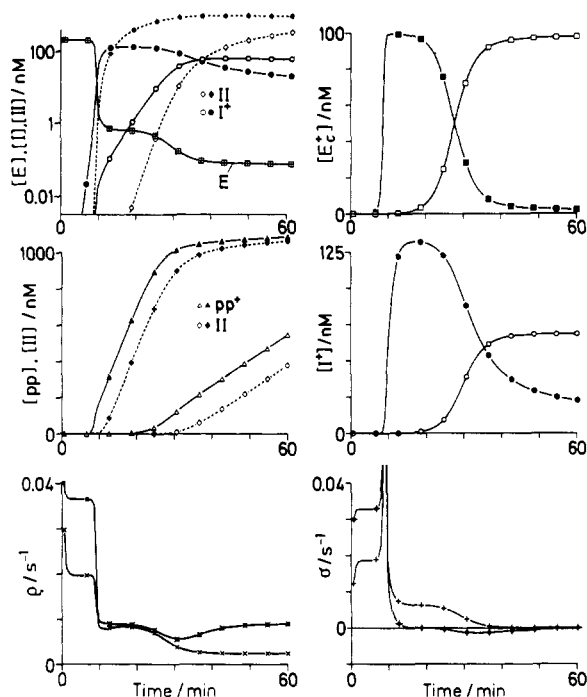 [E], [I], [II] / nM
100
1
0.01
0
60
II
I⁺
E
[E⁺c] / nM
100
0
0
60
[pp], [II] / nM
1000
0
0
60
pp⁺
II
[I⁺] / nM
125
0
0
60
ϱ / s⁻¹
0.04
0
0
60
Time / min
σ / s⁻¹
0.04
0
0
60
Time / min